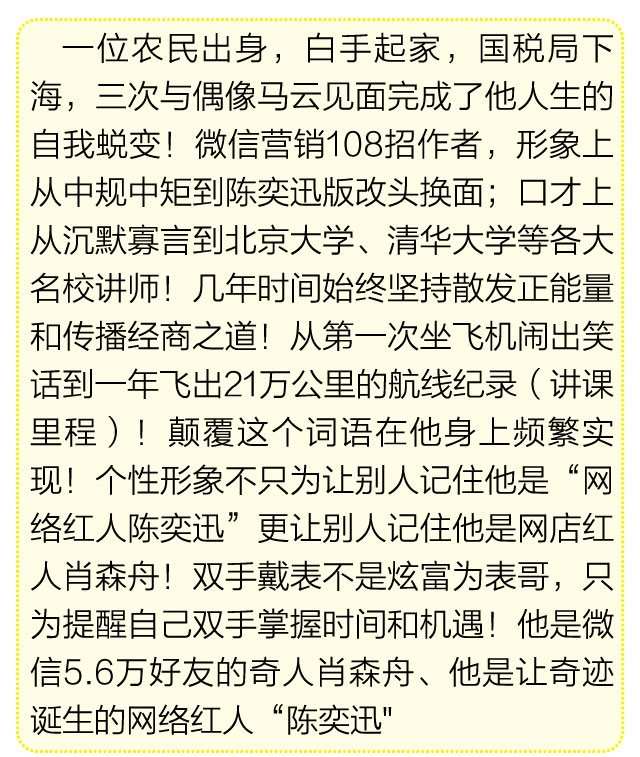 一位农民出身，白手起家，国税局下
海，三次与偶像马云见面完成了他人生的
自我蜕变！微信营销108招作者，形象上
从中规中矩到陈奕迅版改头换面；口才上
从沉默寡言到北京大学、清华大学等各大
名校讲师！几年时间始终坚持散发正能量
和传播经商之道！从第一次坐飞机闹出笑
话到一年飞出21万公里的航线纪录（讲课
里程）！颠覆这个词语在他身上频繁实
现！个性形象不只为让别人记住他是“网
络红人陈奕迅”更让别人记住他是网店红
人肖森舟！双手戴表不是炫富为表哥，只
为提醒自己双手掌握时间和机遇！他是微
信5.6万好友的奇人肖森舟、他是让奇迹
诞生的网络红人“陈奕迅"